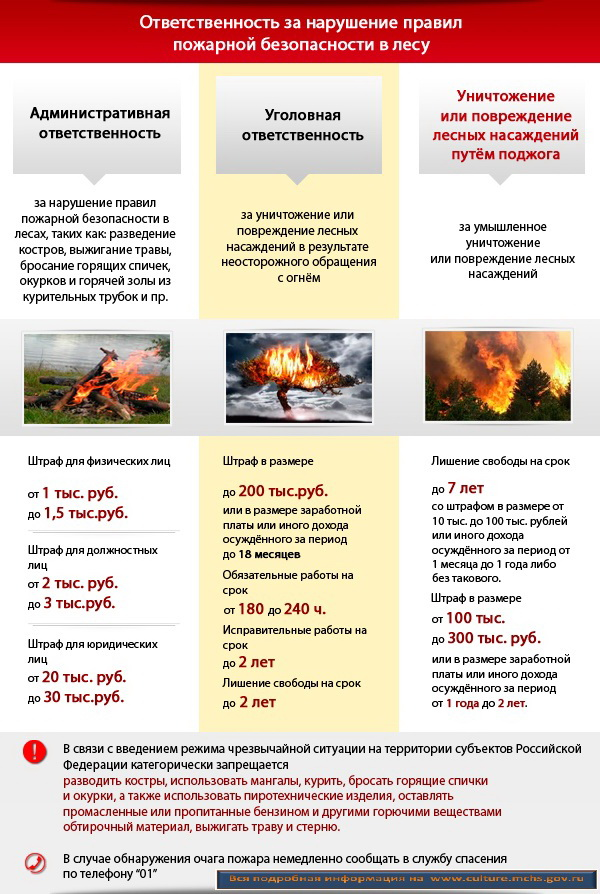 Ответственность за нарушение правил
пожарной безопасности в лесу
Административная
ответственность
за нарушение правил
пожарной безопасности в
лесах, таких как: разведение
костров, выжигание травы,
бросание горящих спичек,
окурков и горячей золы из
курительных трубок и пр.
Штраф для физических лиц
от 1 тыс. руб.
до 1,5 тыс.руб.
Штраф для должностных
лиц
от 2 тыс. руб.
до 3 тыс.руб.
Штраф для юридических
лиц
от 20 тыс. руб.
до 30 тыс.руб.
Уголовная
ответственность
за уничтожение или
повреждение лесных
насаждений в результате
неосторожного обращения
с огнём
Штраф в размере
до 200 тыс.руб.
или в размере заработной
платы или иного дохода
осуждённого за период
до 18 месяцев
Обязательные работы на
срок
от 180 до 240 ч.
Исправительные работы на
срок
до 2 лет
Лишение свободы на срок
до 2 лет
Уничтожение
или повреждение
лесных насаждений
путём поджога
за умышленное
уничтожение
или повреждение лесных
насаждений
Лишение свободы на срок
до 7 лет
со штрафом в размере от
10 тыс. до 100 тыс. рублей
или иного дохода
осуждённого за период от
1 месяца до 1 года либо
без такового.
Штраф в размере
от 100 тыс.
до 300 тыс. руб.
или в размере заработной
платы или иного дохода
осуждённого за период
от 1 года до 2 лет.
В связи с введением режима чрезвычайной ситуации на территории субъектов Российской
Федерации категорически запрещается
разводить костры, использовать мангалы, курить, бросать горящие спички
и окурки, а также использовать пиротехнические изделия, оставлять
промасленные или пропитанные бензином и другими горючими веществами
обтирочный материал, выжигать траву и стерню.
В случае обнаружения очага пожара немедленно сообщать в службу спасения
по телефону “01”
Вся подробная информация на www.culture.mchs.gov.ru